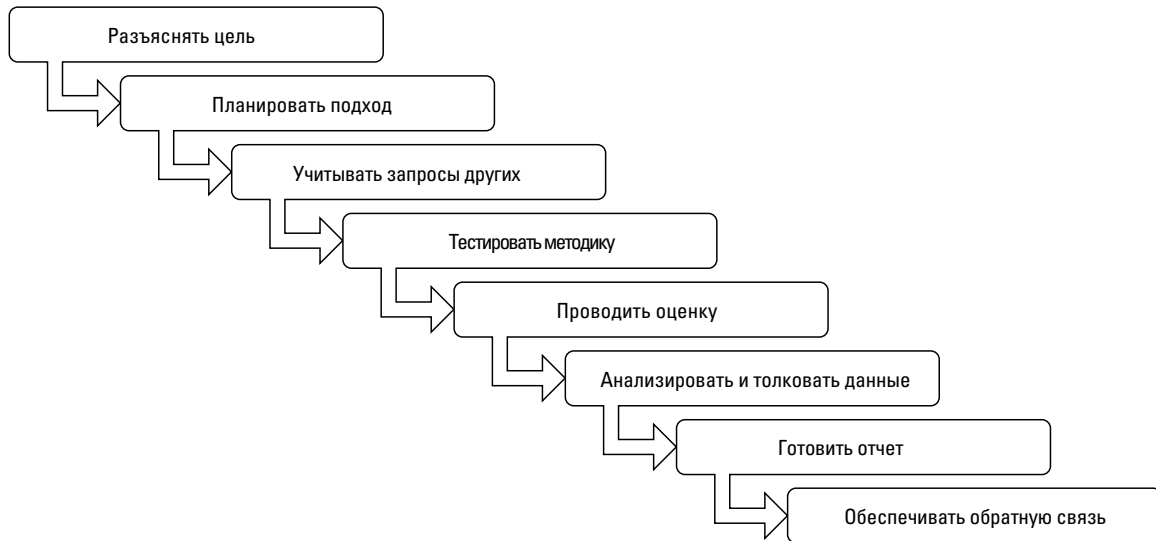 Разъяснять цель
Планировать подход
Учитывать запросы других
Тестировать методику
Проводить оценку
Анализировать и толковать данные
Готовить отчет
Обеспечивать обратную связь